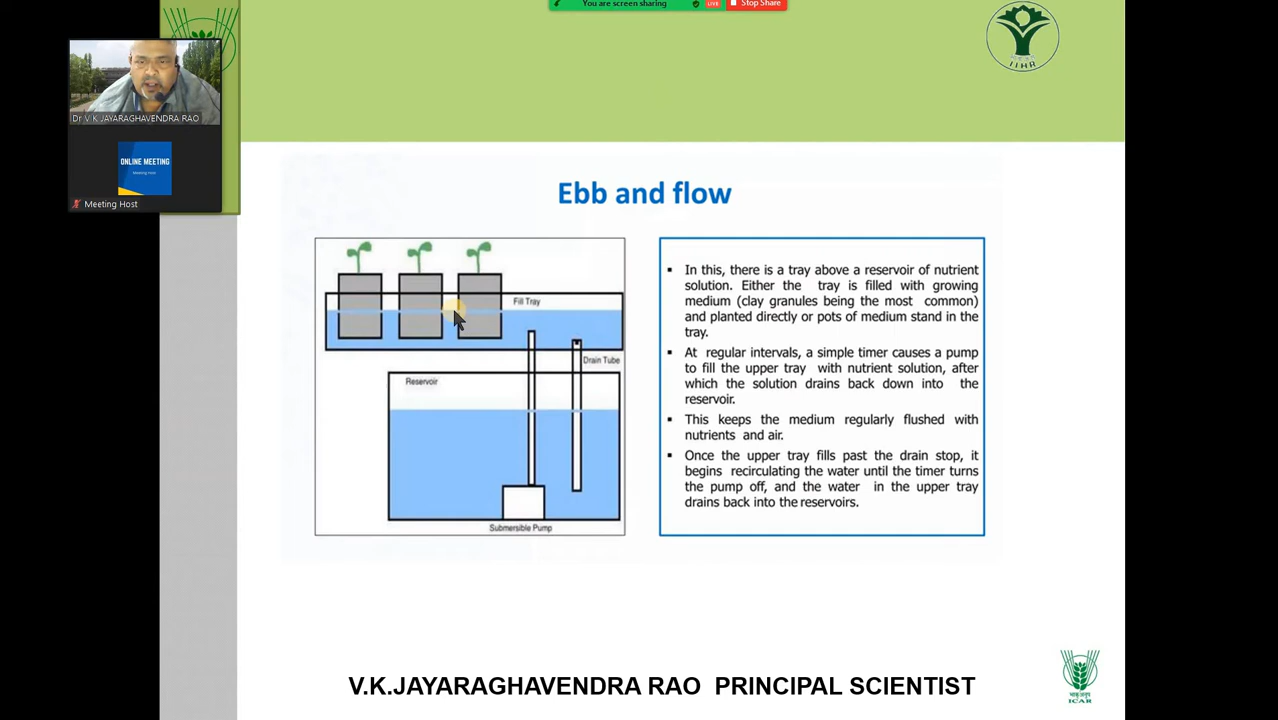 You are screen sharing
LIVE
Stop Share
IIHR
Dr V K JAYARAGHAVENDRA RAO
ONLINE MEETING
Meeting Host
Meeting Host
Ebb and flow
Fill Tray
Drain Tube
Reservoir
Submersible Pump
▪ In this, there is a tray above a reservoir of nutrient
solution. Either the tray is filled with growing
medium (clay granules being the most common)
and planted directly or pots of medium stand in the
tray.
▪ At regular intervals, a simple timer causes a pump
to fill the upper tray with nutrient solution, after
which the solution drains back down into the
reservoir.
▪ This keeps the medium regularly flushed with
nutrients and air.
▪ Once the upper tray fills past the drain stop, it
begins recirculating the water until the timer turns
the pump off, and the water in the upper tray
drains back into the reservoirs.
V.K.JAYARAGHAVENDRA RAO PRINCIPAL SCIENTIST
ICAR